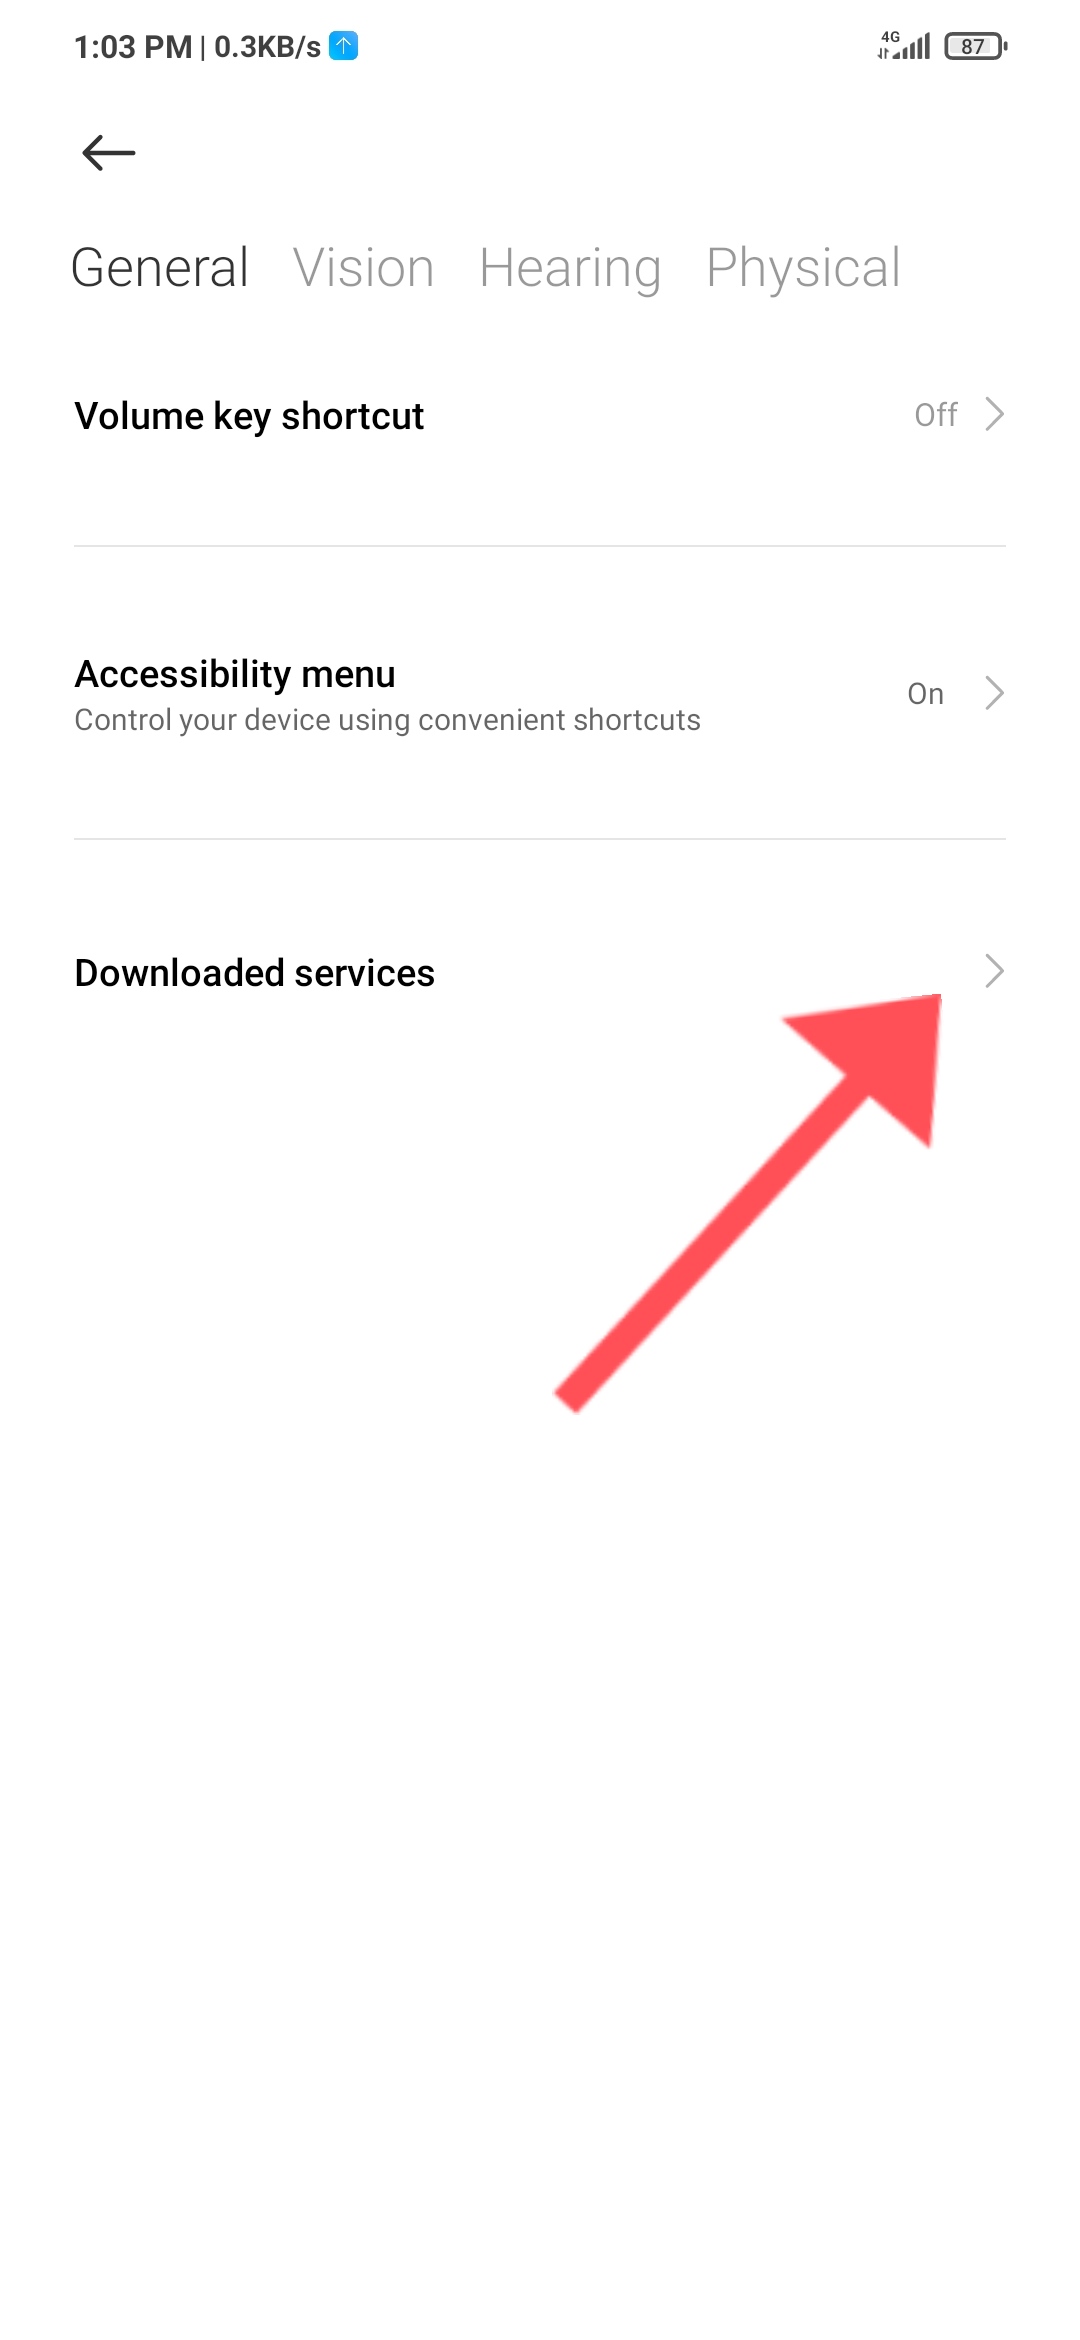 1:03 PM | 0.3KB/s 4G 87
General Vision Hearing Physical
Volume key shortcut Off
Accessibility menu On
Control your device using convenient shortcuts
Downloaded services